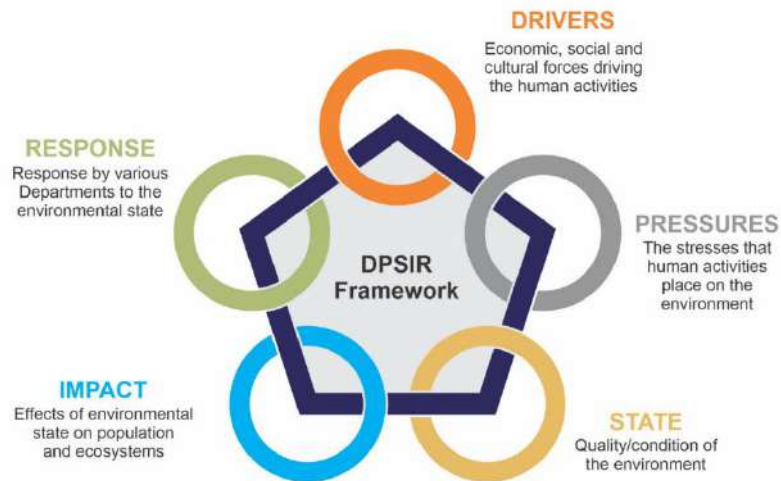 DRIVERS
Economic, social and
cultural forces driving
the human activities
PRESSURES
The stresses that
human activities
place on the
environment
STATE
Quality/condition of
the environment
IMPACT
Effects of environmental
state on population
and ecosystems
RESPONSE
Response by various
Departments to the
environmental state
DPSIR
Framework